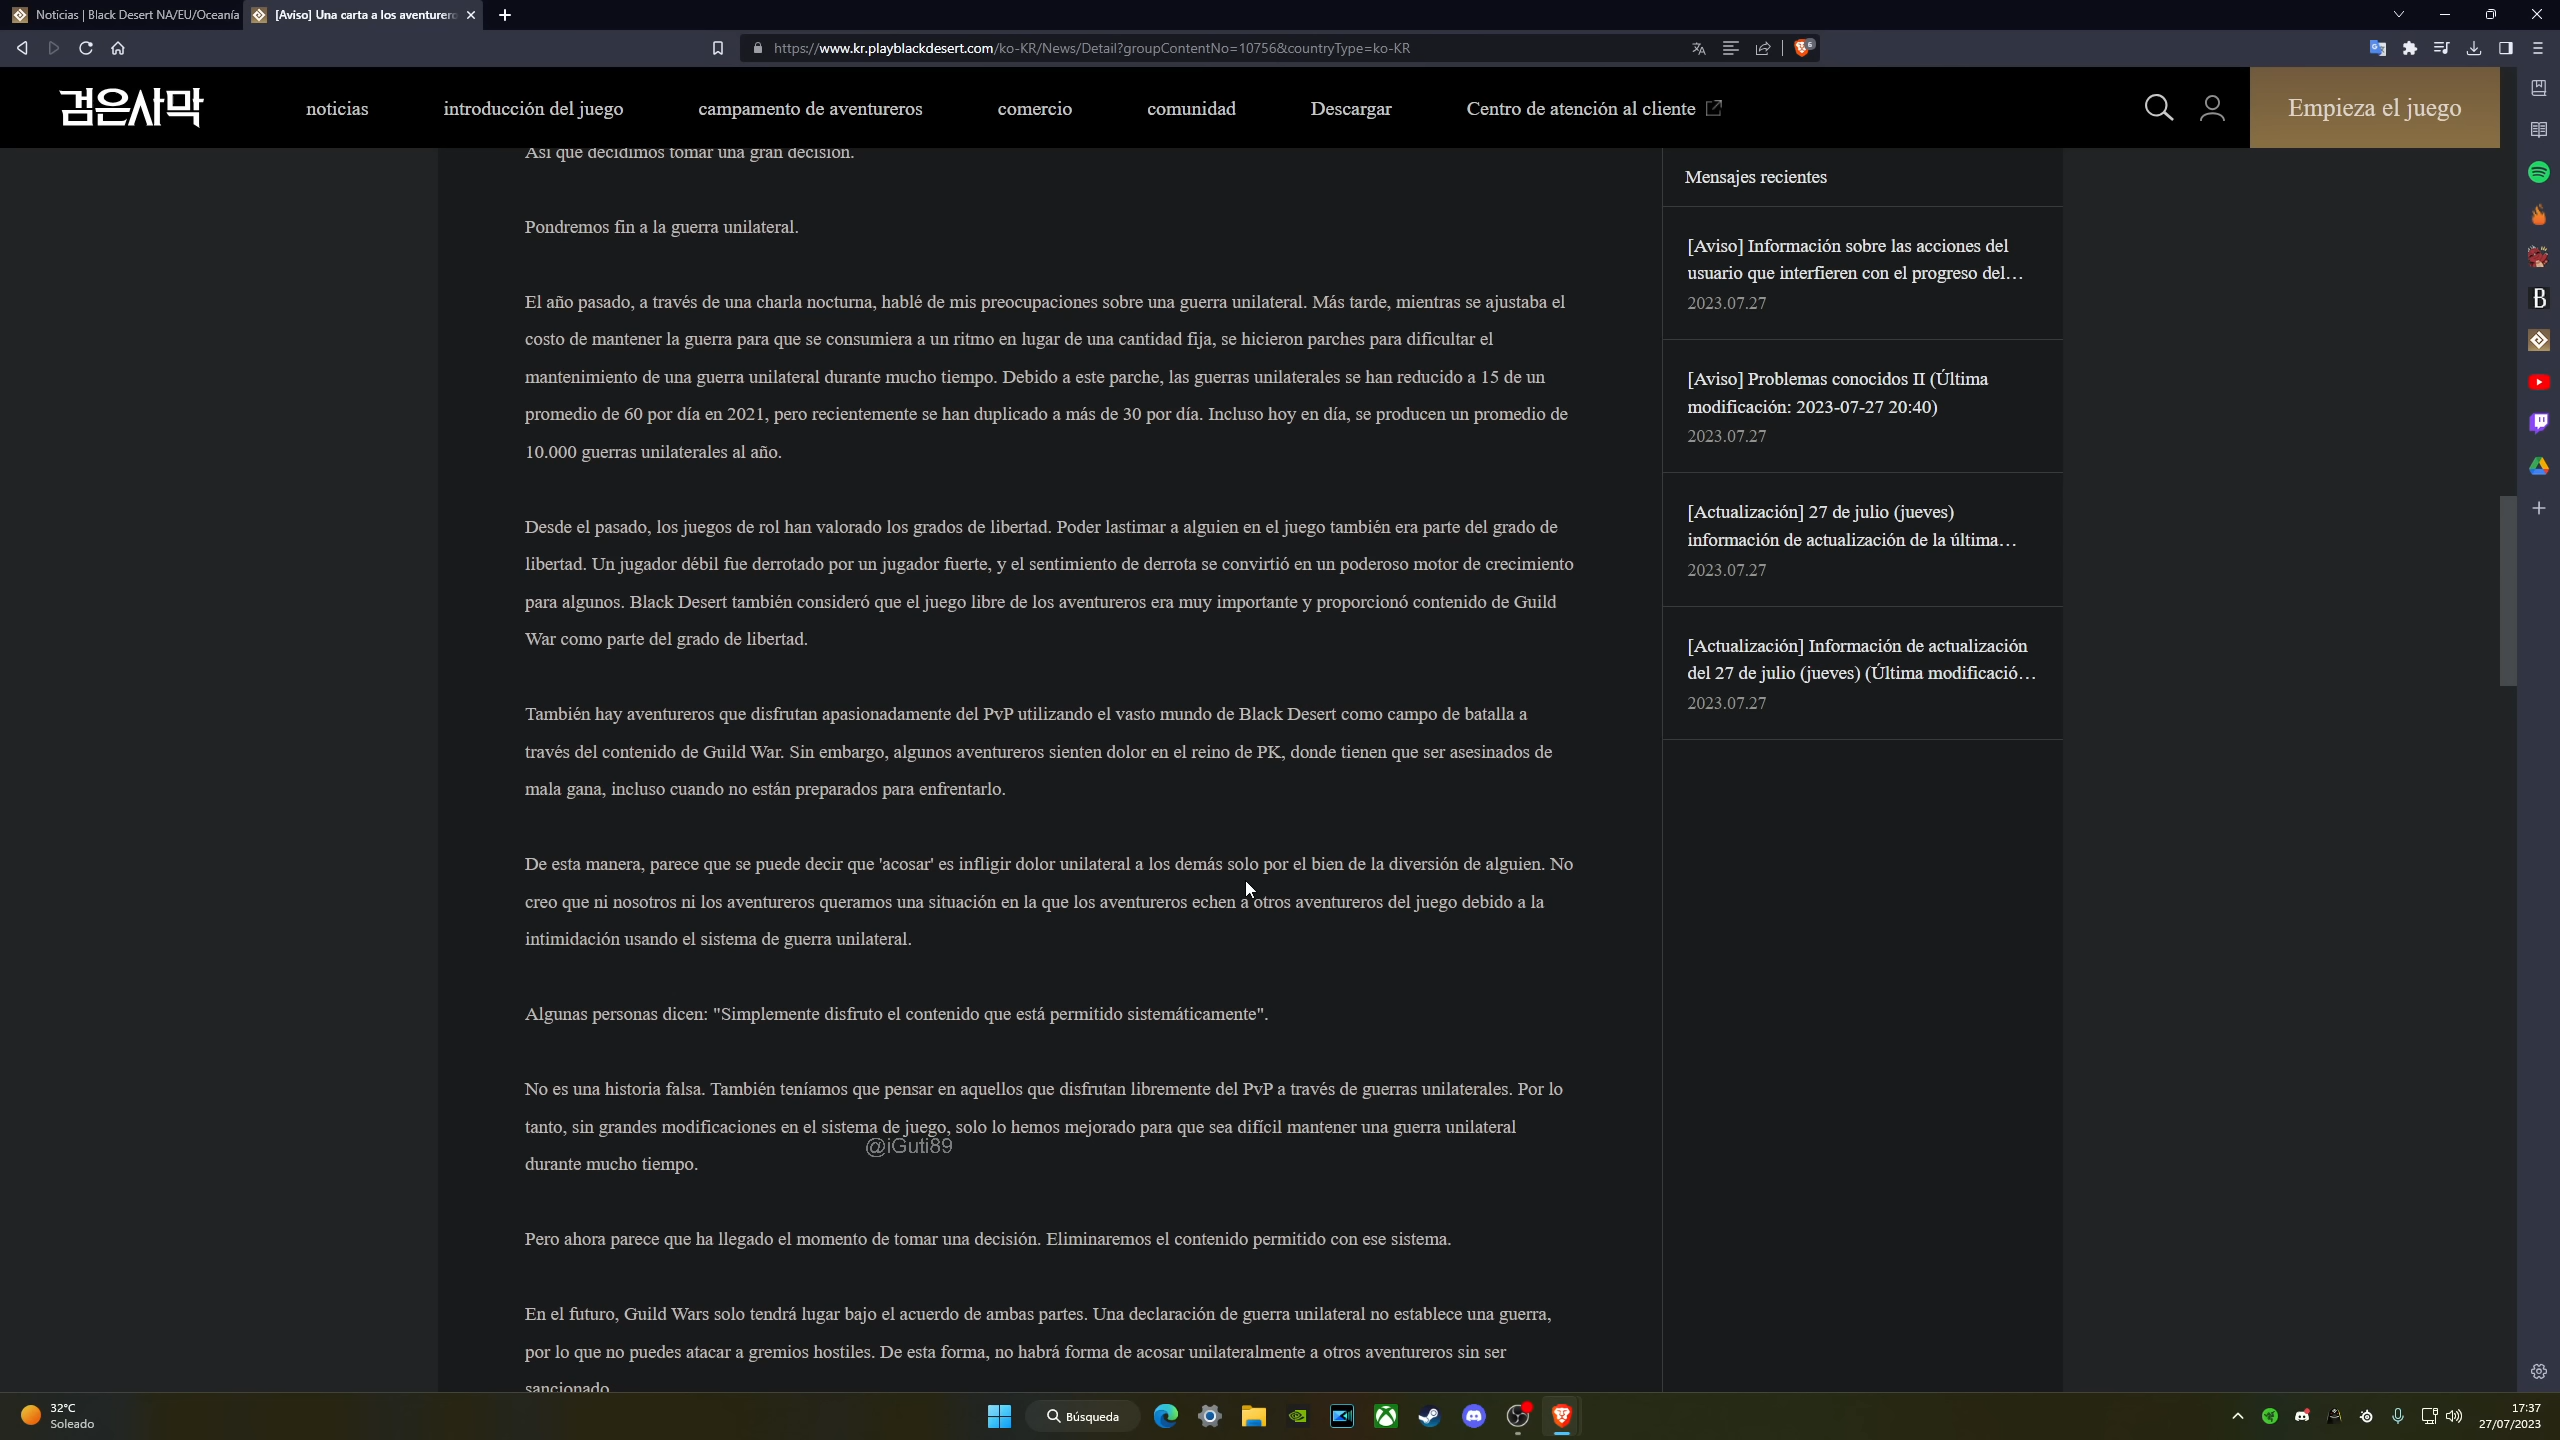 Noticias | Black Desert NA/EU/Oceanía
[Aviso] Una carta a los aventurero
https://www.kr.playblackdesert.com/ko-KR/News/Detail?groupContentNo=10756&countryType=ko-KR
6
검은사막
noticias
introducción del juego
campamento de aventureros
comercio
comunidad
Descargar
Centro de atención al cliente
Empieza el juego
Así que decidimos tomar una gran decisión.
Pondremos fin a la guerra unilateral.
El año pasado, a través de una charla nocturna, hablé de mis preocupaciones sobre una guerra unilateral. Más tarde, mientras se ajustaba el
costo de mantener la guerra para que se consumiera a un ritmo en lugar de una cantidad fija, se hicieron parches para dificultar el
mantenimiento de una guerra unilateral durante mucho tiempo. Debido a este parche, las guerras unilaterales se han reducido a 15 de un
promedio de 60 por día en 2021, pero recientemente se han duplicado a más de 30 por día. Incluso hoy en día, se producen un promedio de
10.000 guerras unilaterales al año.
Desde el pasado, los juegos de rol han valorado los grados de libertad. Poder lastimar a alguien en el juego también era parte del grado de
libertad. Un jugador débil fue derrotado por un jugador fuerte, y el sentimiento de derrota se convirtió en un poderoso motor de crecimiento
para algunos. Black Desert también consideró que el juego libre de los aventureros era muy importante y proporcionó contenido de Guild
War como parte del grado de libertad.
También hay aventureros que disfrutan apasionadamente del PvP utilizando el vasto mundo de Black Desert como campo de batalla a
través del contenido de Guild War. Sin embargo, algunos aventureros sienten dolor en el reino de PK, donde tienen que ser asesinados de
mala gana, incluso cuando no están preparados para enfrentarlo.
De esta manera, parece que se puede decir que 'acosar' es infligir dolor unilateral a los demás solo por el bien de la diversión de alguien. No
creo que ni nosotros ni los aventureros queramos una situación en la que los aventureros echen a otros aventureros del juego debido a la
intimidación usando el sistema de guerra unilateral.
Algunas personas dicen: "Simplemente disfruto el contenido que está permitido sistemáticamente".
No es una historia falsa. También teníamos que pensar en aquellos que disfrutan libremente del PvP a través de guerras unilaterales. Por lo
tanto, sin grandes modificaciones en el sistema de juego, solo lo hemos mejorado para que sea difícil mantener una guerra unilateral
durante mucho tiempo.
@iGuti89
Pero ahora parece que ha llegado el momento de tomar una decisión. Eliminaremos el contenido permitido con ese sistema.
En el futuro, Guild Wars solo tendrá lugar bajo el acuerdo de ambas partes. Una declaración de guerra unilateral no establece una guerra,
por lo que no puedes atacar a gremios hostiles. De esta forma, no habrá forma de acosar unilateralmente a otros aventureros sin ser
sancionado.
Mensajes recientes
[Aviso] Información sobre las acciones del
usuario que interfieren con el progreso del...
2023.07.27
[Aviso] Problemas conocidos II (Última
modificación: 2023-07-27 20:40)
2023.07.27
[Actualización] 27 de julio (jueves)
información de actualización de la última...
2023.07.27
[Actualización] Información de actualización
del 27 de julio (jueves) (Última modificació...
2023.07.27
32°C
Soleado
Búsqueda
17:37
27/07/2023